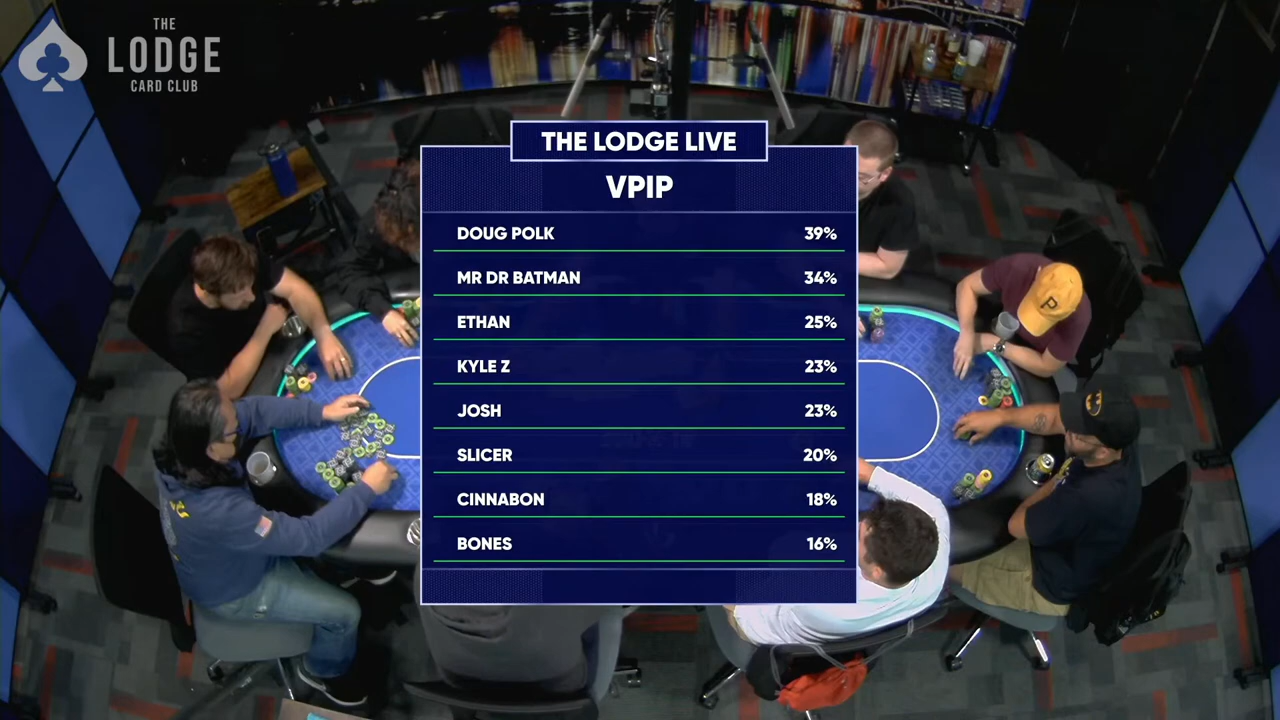 THE
LODGE
CARD CLUB
THE LODGE LIVE
VPIP
DOUG POLK 39%
MR DR BATMAN 34%
ETHAN 25%
KYLE Z 23%
JOSH 23%
SLICER 20%
CINNABON 18%
BONES 16%
P